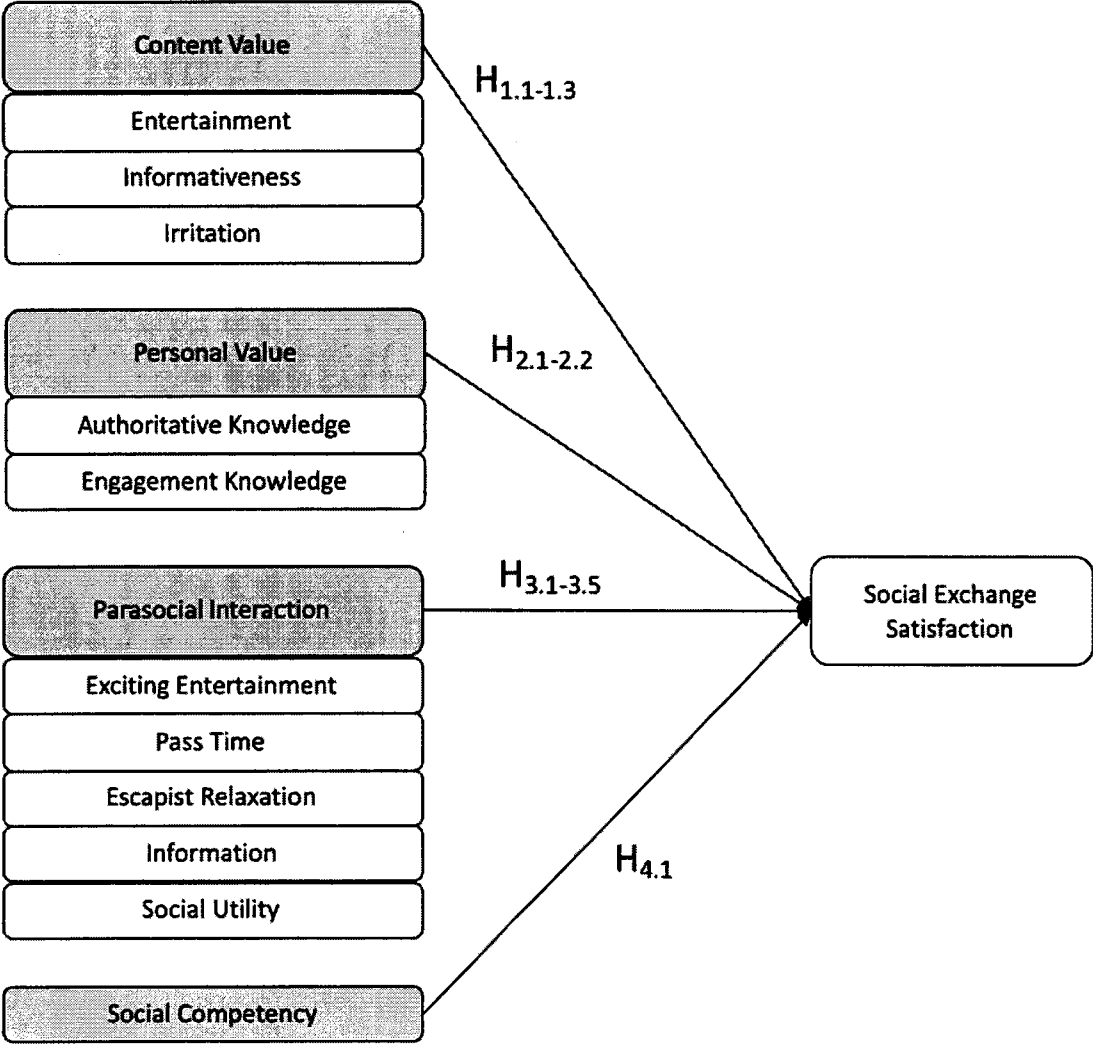 Content Value
H1.1-1.3
Entertainment
Informativeness
Irritation
Personal Value
H2.1-2.2
Authoritative Knowledge
Engagement Knowledge
Parasocial Interaction
H3.1-3.5
Social Exchange
Satisfaction
Exciting Entertainment
Pass Time
Escapist Relaxation
Information
H4.1
Social Utility
Social Competency